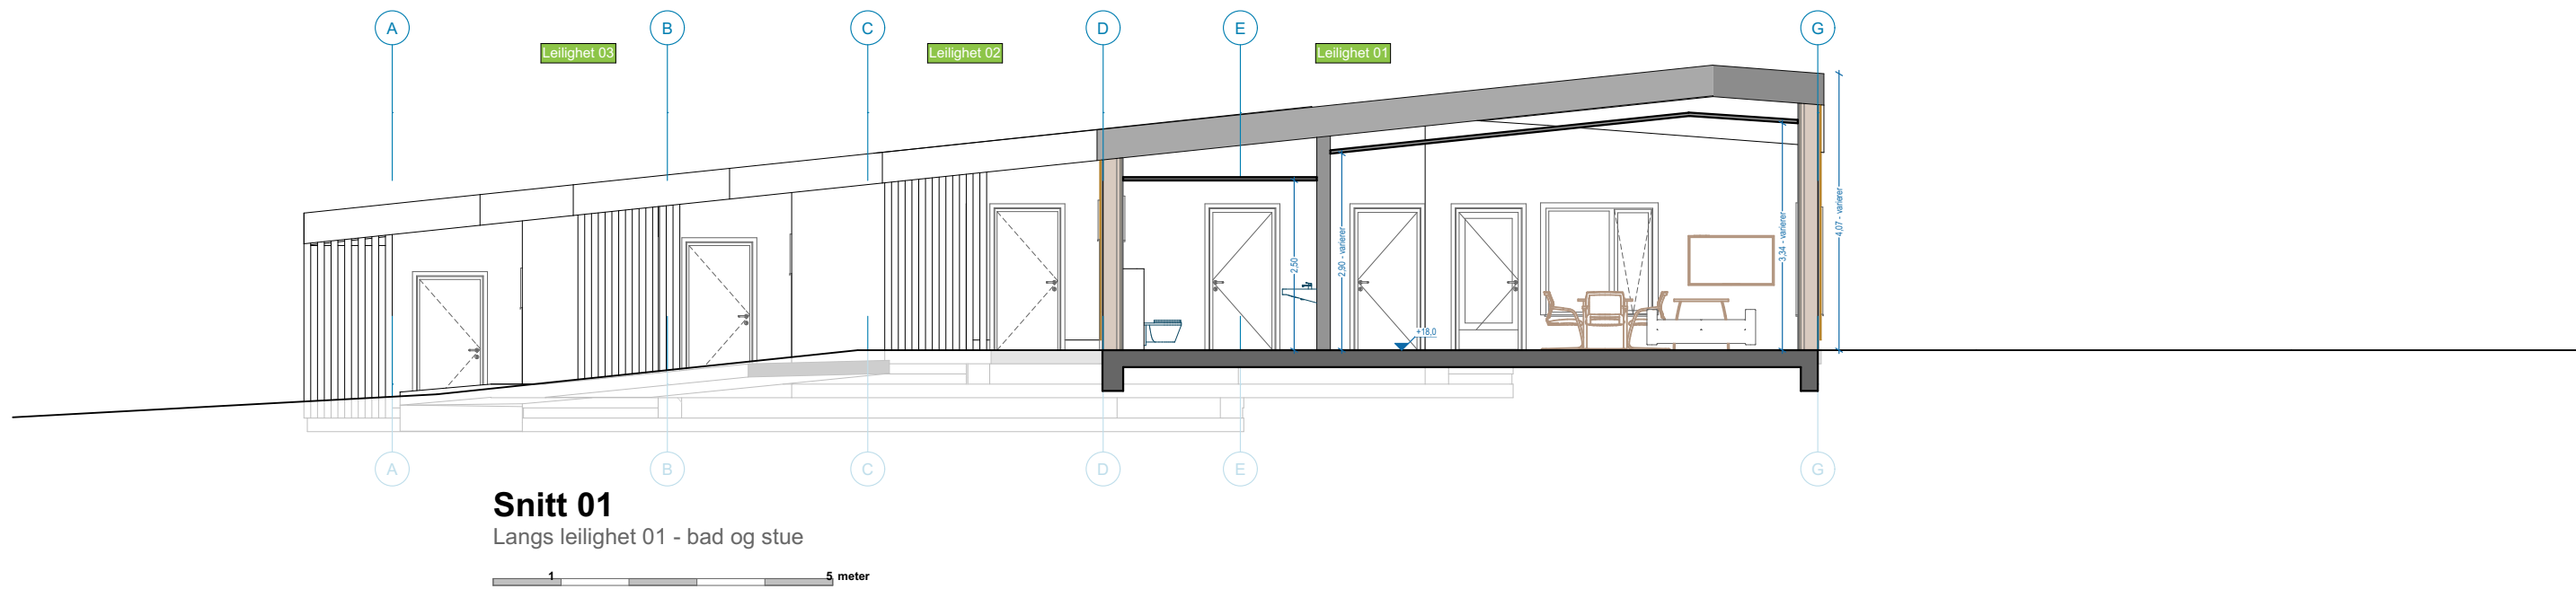 A B C D E G
Leilighet 03 Leilighet 02 Leilighet 01
2,50
2,90 - varierer
3,34 - varierer
4,07 - varierer
+18,0
A B C D E G
Snitt 01
Langs leilighet 01 - bad og stue
1 5 meter